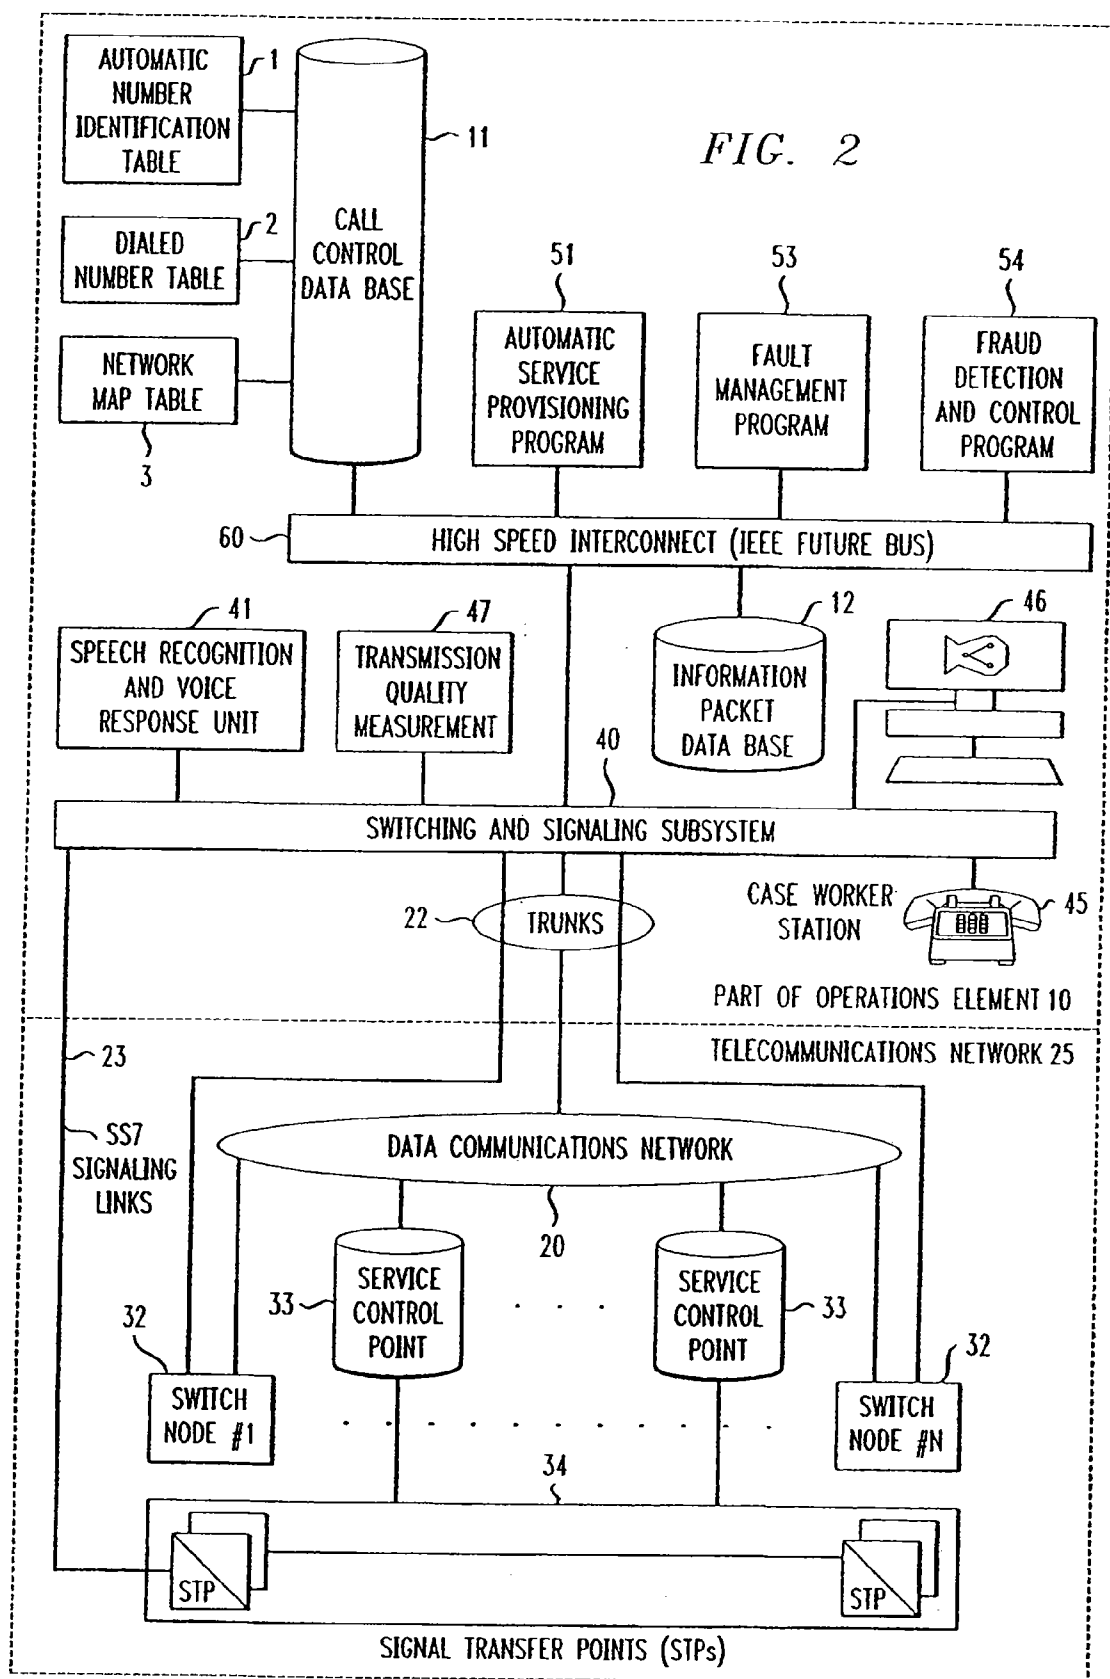 FIG. 2
AUTOMATIC
NUMBER
IDENTIFICATION
TABLE
1
DIALED
NUMBER TABLE
2
NETWORK
MAP TABLE
3
CALL
CONTROL
DATA BASE
11
51
AUTOMATIC
SERVICE
PROVISIONING
PROGRAM
53
FAULT
MANAGEMENT
PROGRAM
54
FRAUD
DETECTION
AND CONTROL
PROGRAM
60
HIGH SPEED INTERCONNECT (IEEE FUTURE BUS)
41
SPEECH RECOGNITION
AND VOICE
RESPONSE UNIT
47
TRANSMISSION
QUALITY
MEASUREMENT
12
INFORMATION
PACKET
DATA BASE
46
40
SWITCHING AND SIGNALING SUBSYSTEM
22
TRUNKS
CASE WORKER
STATION
45
PART OF OPERATIONS ELEMENT 10
TELECOMMUNICATIONS NETWORK 25
23
SS7
SIGNALING
LINKS
DATA COMMUNICATIONS NETWORK
20
33
SERVICE
CONTROL
POINT
SERVICE
CONTROL
POINT
33
32
SWITCH
NODE #1
32
SWITCH
NODE #N
34
STP
STP
SIGNAL TRANSFER POINTS (STPs)